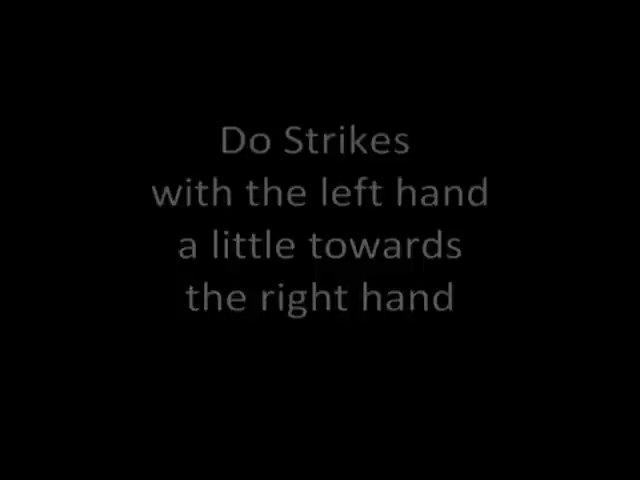 Do Strikes
with the left hand
a little towards
the right hand